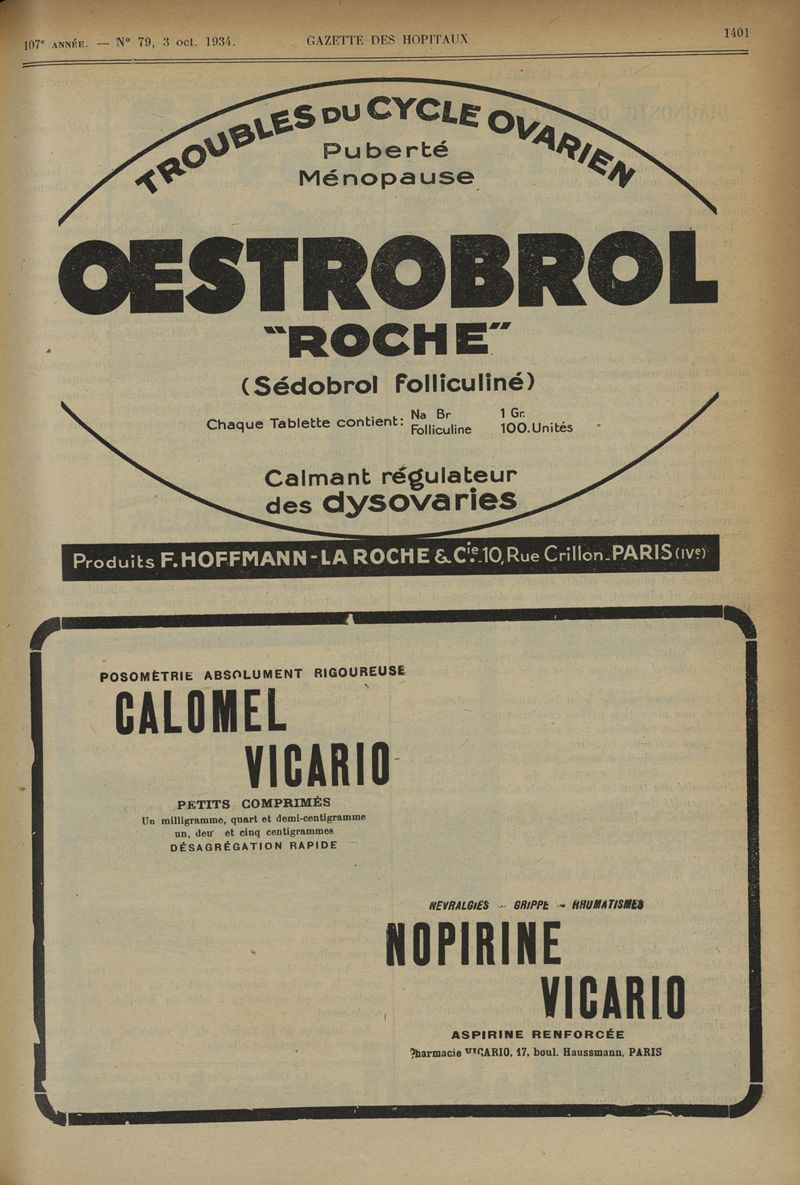 107e ANNÉE. — N° 79, 3 oct. 1934. GAZETTE DES HOPITAUX 1401
TROUBLES DU CYCLE OVARIEN
Puberté
Ménopause
OESTROBROL
"ROCHE"
(Sédobrol Folliculiné)
Chaque Tablette contient: Na Br 1 Gr.
Folliculine 100.Unités
Calmant régulateur
des dysovaries
Produits F.HOFFMANN-LA ROCHE & Cie.10, Rue Crillon-PARIS (IVe)
POSOMÉTRIE ABSOLUMENT RIGOUREUSE
CALOMEL
VICARIO
PETITS COMPRIMÉS
Un milligramme, quart et demi-centigramme
un, deu et cinq centigrammes
DÉSAGRÉGATION RAPIDE
NEVRALGIES - GRIPPE - RHUMATISMES
NOPIRINE
VICARIO
ASPIRINE RENFORCÉE
Pharmacie VICARIO, 17, boul. Haussmann, PARIS